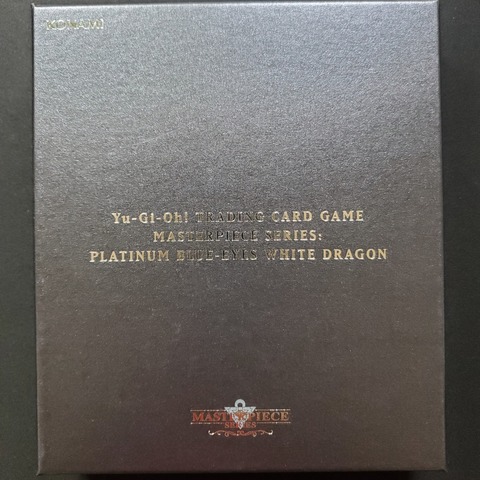 KONAMI
Yu-Gi-Oh! TRADING CARD GAME
MASTERPIECE SERIES:
PLATINUM BLUE-EYES WHITE DRAGON
MASTERPIECE
SERIES